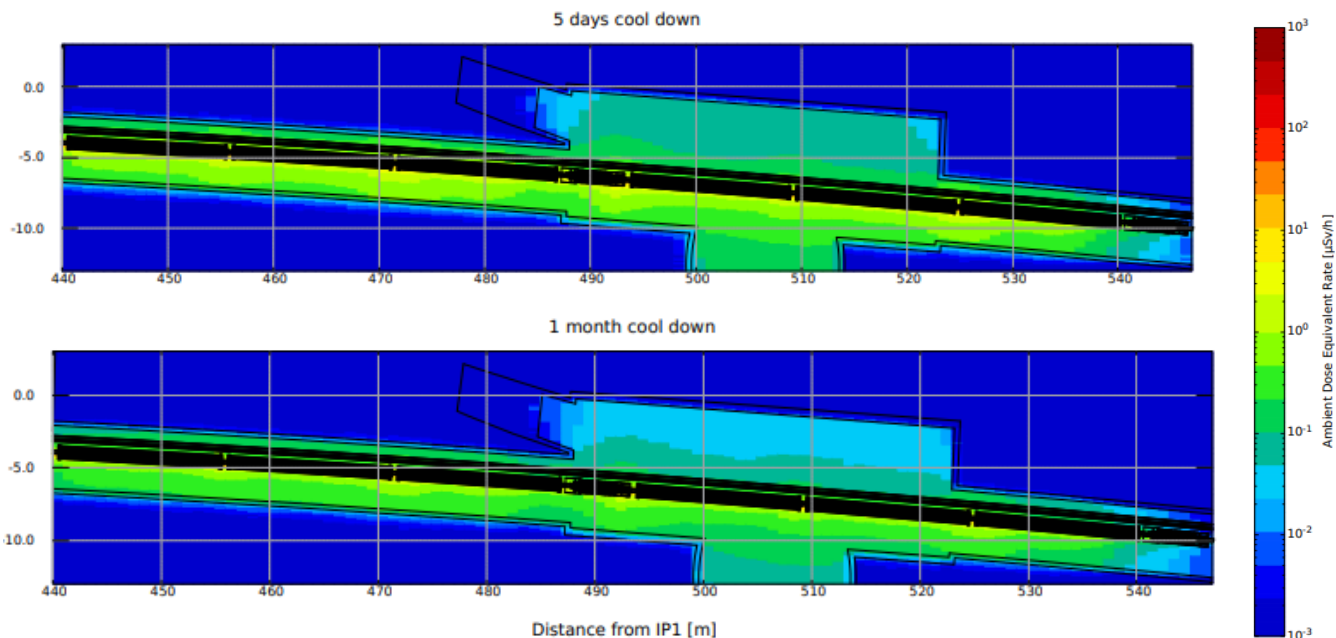 5 days cool down
0.0
-5.0
-10.0
440 450 460 470 480 490 500 510 520 530 540
1 month cool down
0.0
-5.0
10.0
440 450 460 470 480 490 500 510 520 530 540
Distance from IP1 [m]
10³
10²
10¹
10⁰
10⁻¹
10⁻²
10⁻³
Ambient Dose Equivalent Rate [µSv/h]